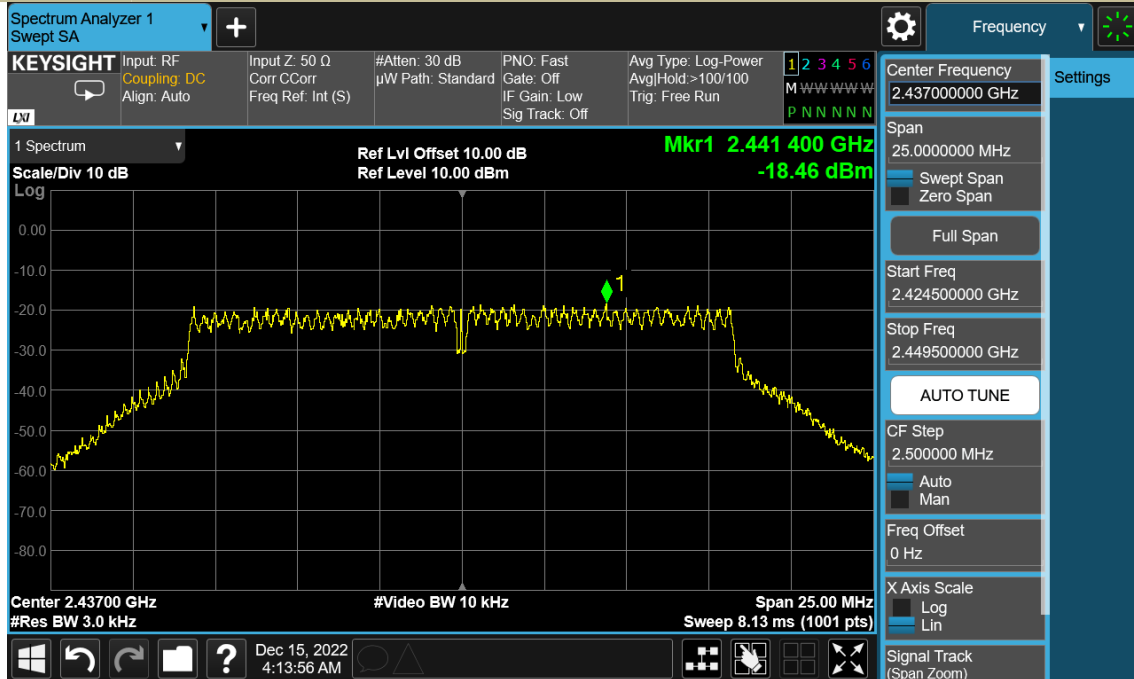 Spectrum Analyzer 1
Swept SA
Frequency
KEYSIGHT
LXI
Input: RF
Coupling: DC
Align: Auto
Input Z: 50 Ω
Corr CCorr
Freq Ref: Int (S)
#Atten: 30 dB
µW Path: Standard
PNO: Fast
Gate: Off
IF Gain: Low
Sig Track: Off
Avg Type: Log-Power
Avg|Hold:>100/100
Trig: Free Run
1 2 3 4 5 6
M W W W W W
P N N N N N
1 Spectrum
Scale/Div 10 dB
Log
Ref Lvl Offset 10.00 dB
Ref Level 10.00 dBm
Mkr1 2.441 400 GHz
-18.46 dBm
0.00
-10.0
-20.0
-30.0
-40.0
-50.0
-60.0
-70.0
-80.0
1
Center 2.43700 GHz
#Res BW 3.0 kHz
#Video BW 10 kHz
Span 25.00 MHz
Sweep 8.13 ms (1001 pts)
?
Dec 15, 2022
4:13:56 AM
Center Frequency
2.437000000 GHz
Span
25.0000000 MHz
Swept Span
Zero Span
Full Span
Start Freq
2.424500000 GHz
Stop Freq
2.449500000 GHz
AUTO TUNE
CF Step
2.500000 MHz
Auto
Man
Freq Offset
0 Hz
X Axis Scale
Log
Lin
Signal Track
(Span Zoom)
Settings